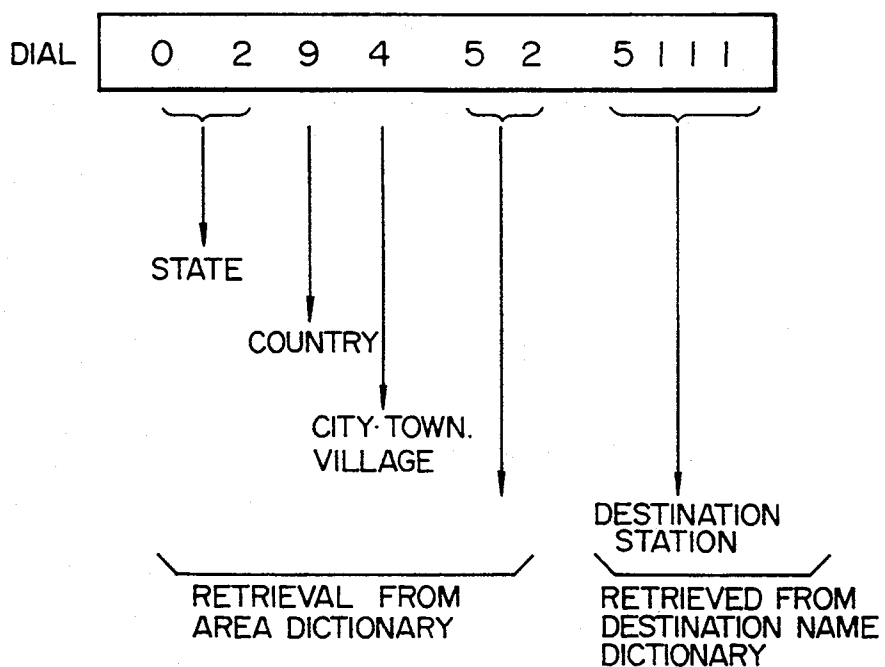 DIAL 0 2 9 4 5 2 5 1 1 1
STATE
COUNTRY
CITY·TOWN.
VILLAGE
DESTINATION
STATION
RETRIEVAL FROM
AREA DICTIONARY
RETRIEVED FROM
DESTINATION NAME
DICTIONARY